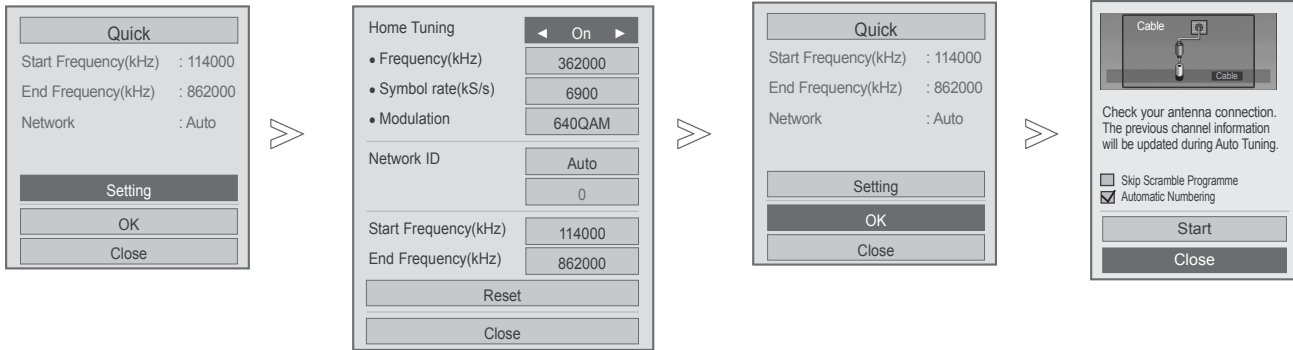 Quick
Start Frequency(kHz) : 114000
End Frequency(kHz) : 862000
Network : Auto
Setting
OK
Close
Home Tuning ◄ On ►
• Frequency(kHz) 362000
• Symbol rate(kS/s) 6900
• Modulation 640QAM
Network ID Auto
0
Start Frequency(kHz) 114000
End Frequency(kHz) 862000
Reset
Close
Quick
Start Frequency(kHz) : 114000
End Frequency(kHz) : 862000
Network : Auto
Setting
OK
Close
Cable
Cable
Check your antenna connection.
The previous channel information
will be updated during Auto Tuning.
Skip Scramble Programme
Automatic Numbering
Start
Close